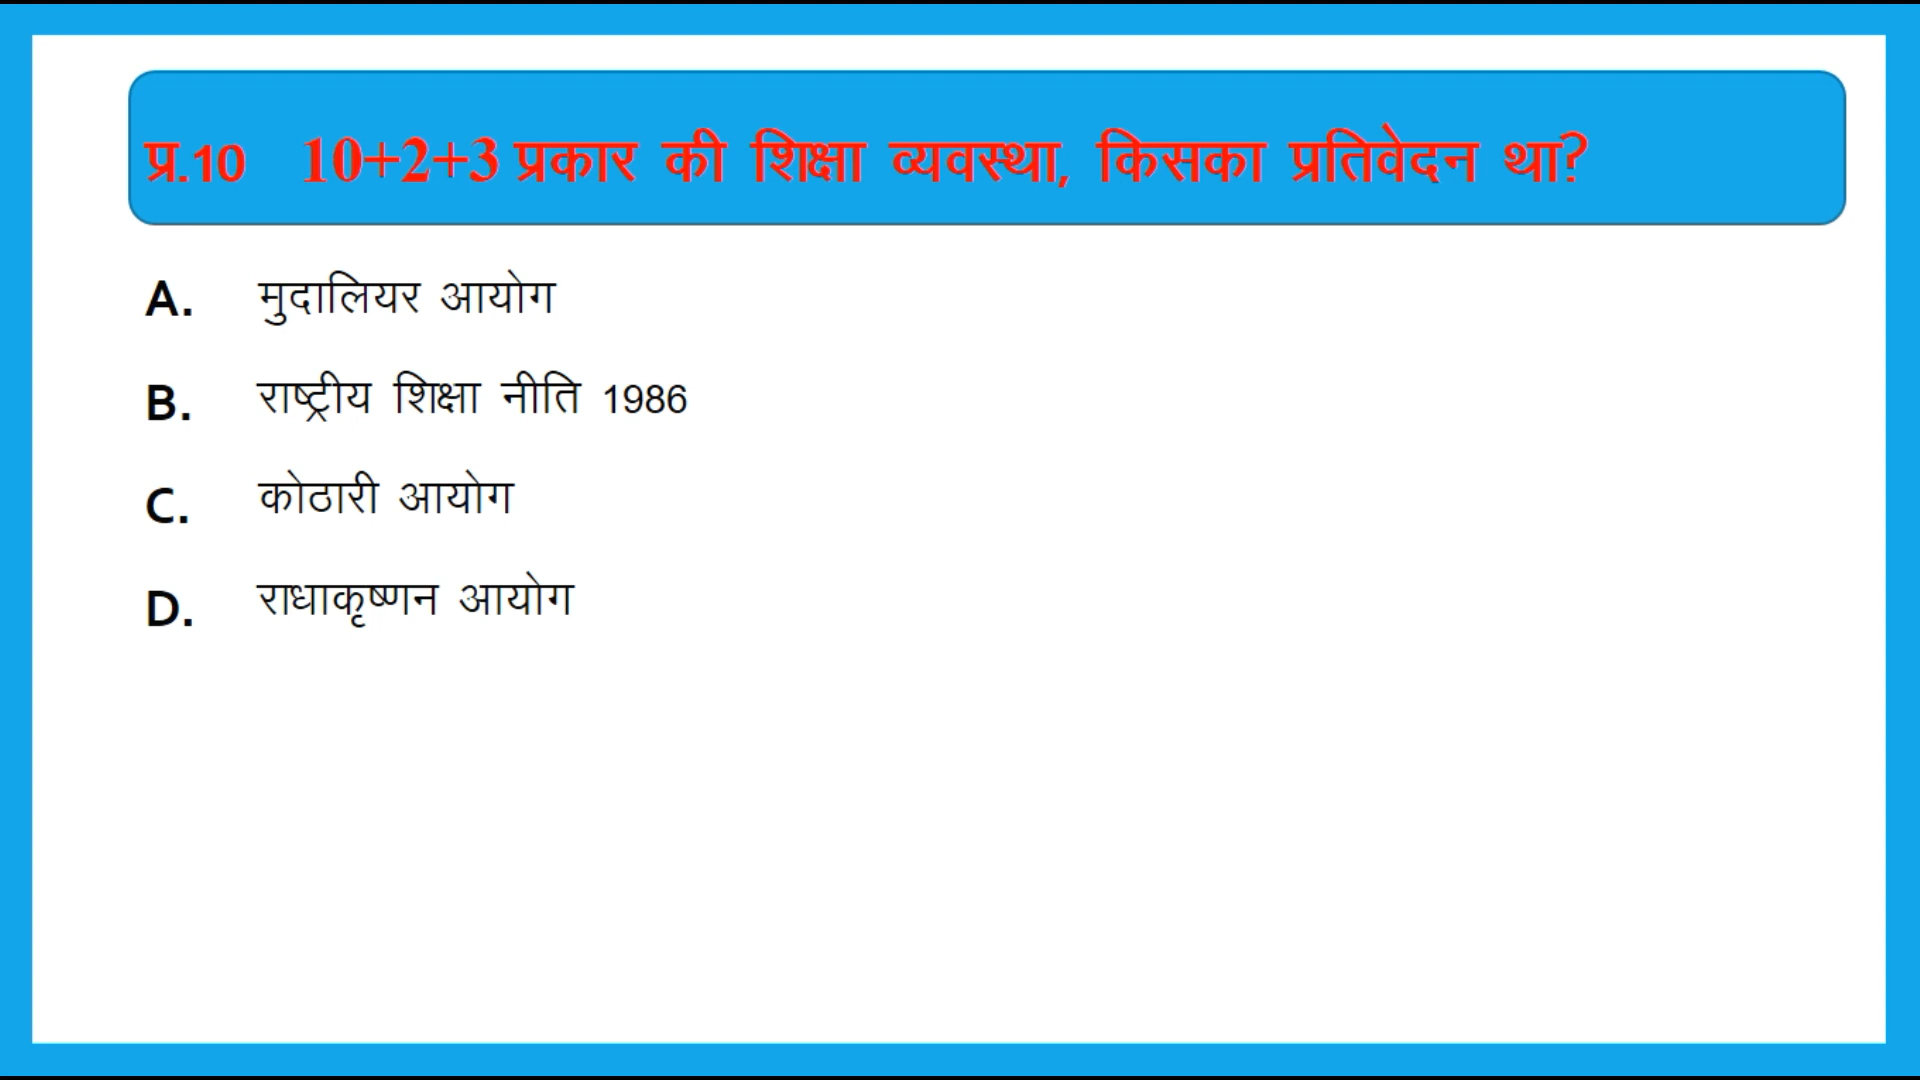 प्र.10 10+2+3 प्रकार की शिक्षा व्यवस्था, किसका प्रतिवेदन था?
A. मुदालियर आयोग
B. राष्ट्रीय शिक्षा नीति 1986
C. कोठारी आयोग
D. राधाकृष्णन आयोग